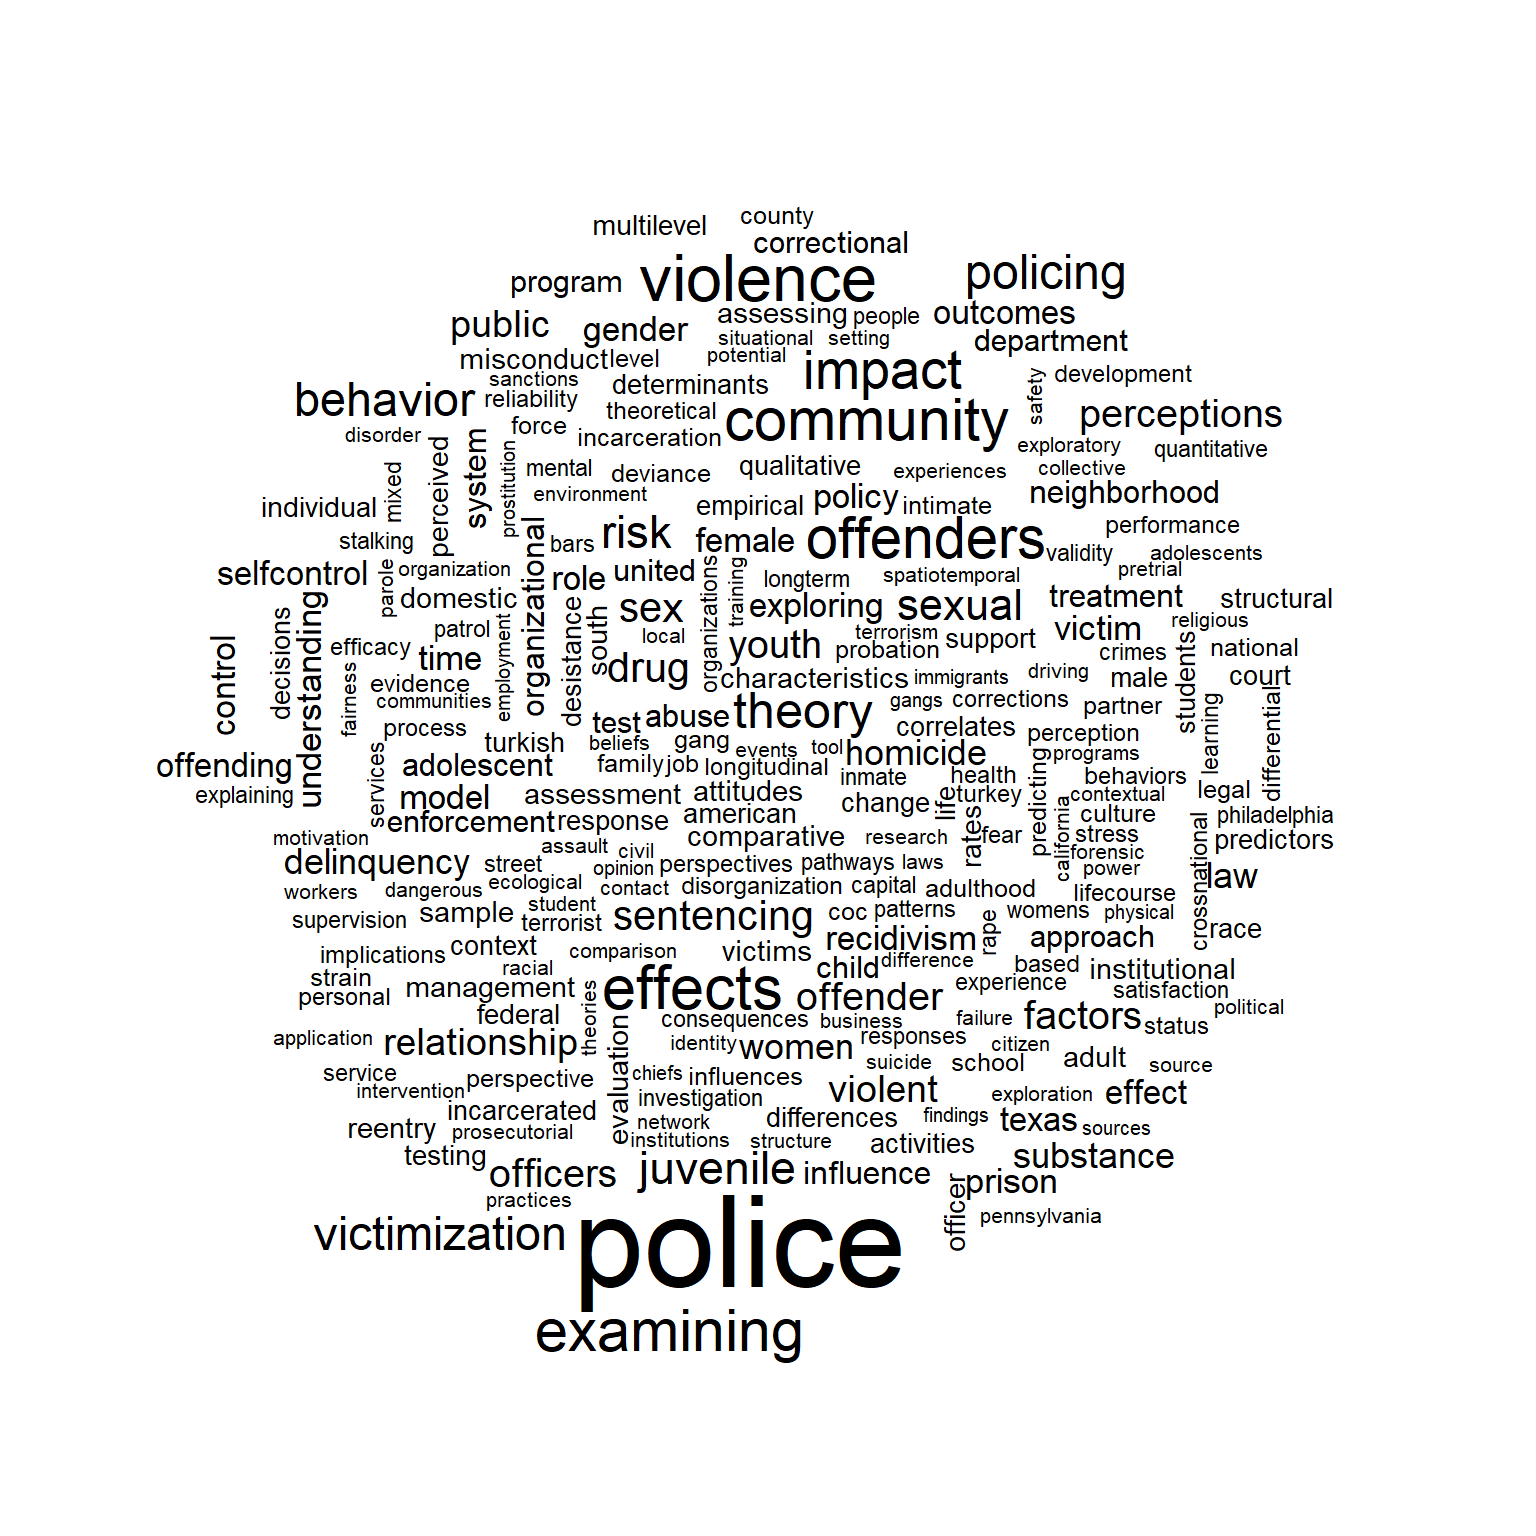 multilevel county
correctional
program violence policing
public gender assessing people outcomes
situational setting department
misconduct level potential
behavior sanctions determinants impact safety development
reliability theoretical community perceptions
disorder force incarceration exploratory quantitative
mixed perceived system prostitution mental deviance qualitative experiences collective
individual environment empirical policy intimate neighborhood
stalking bars risk female offenders performance
validity adolescents
selfcontrol parole organization organizational role united longterm spatiotemporal pretrial
domestic desistance south sex organizations training exploring sexual treatment structural
control decisions understanding patrol local youth terrorism victim religious
efficacy time employment drug probation support crimes students national
fairness evidence characteristics immigrants driving male court
communities test abuse theory gangs corrections partner
process correlates perception learning differential
offending turkish beliefs gang events tool homicide predicting programs
services adolescent family job longitudinal inmate health behaviors
explaining model assessment attitudes change life turkey contextual legal
enforcement response american rates california culture philadelphia
motivation comparative research fear stress predictors
assault civil forensic
delinquency street opinion perspectives pathways laws power crossnational law
workers dangerous ecological contact disorganization capital adulthood lifecourse
supervision sample student sentencing coc patterns rape womens physical
terrorist race
implications context comparison victims recidivism approach
strain racial child difference based institutional
personal management theories effects offender experience satisfaction
federal consequences business failure factors status political
application relationship evaluation identity women responses citizen
service perspective chiefs influences suicide school adult source
intervention investigation violent exploration effect
incarcerated network differences findings texas
reentry prosecutorial institutions structure activities sources
testing officers juvenile influence substance
practices officer prison
victimization police pennsylvania
examining